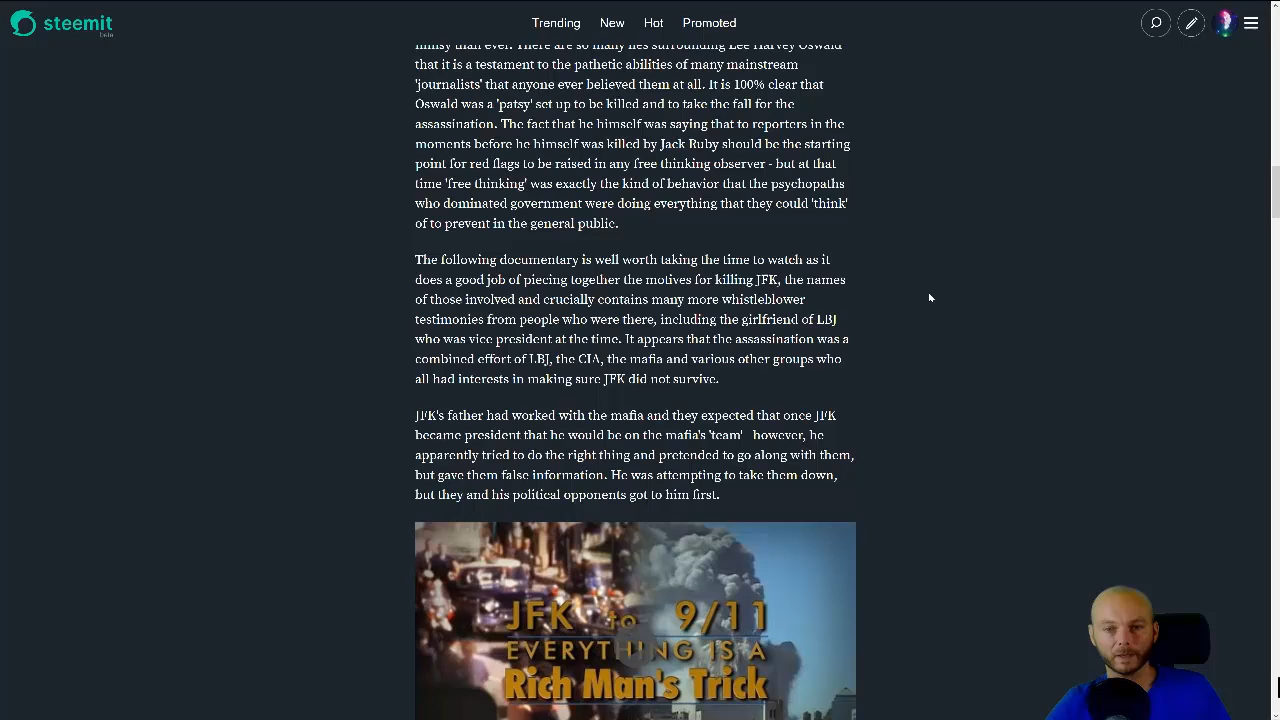 steemit
beta
Trending New Hot Promoted
flimsy than ever. There are so many lies surrounding Lee Harvey Oswald
that it is a testament to the pathetic abilities of many mainstream
'journalists' that anyone ever believed them at all. It is 100% clear that
Oswald was a 'patsy' set up to be killed and to take the fall for the
assassination. The fact that he himself was saying that to reporters in the
moments before he himself was killed by Jack Ruby should be the starting
point for red flags to be raised in any free thinking observer - but at that
time 'free thinking' was exactly the kind of behavior that the psychopaths
who dominated government were doing everything that they could 'think'
of to prevent in the general public.
The following documentary is well worth taking the time to watch as it
does a good job of piecing together the motives for killing JFK, the names
of those involved and crucially contains many more whistleblower
testimonies from people who were there, including the girlfriend of LBJ
who was vice president at the time. It appears that the assassination was a
combined effort of LBJ, the CIA, the mafia and various other groups who
all had interests in making sure JFK did not survive.
JFK's father had worked with the mafia and they expected that once JFK
became president that he would be on the mafia's 'team' however, he
apparently tried to do the right thing and pretended to go along with them,
but gave them false information. He was attempting to take them down,
but they and his political opponents got to him first.
JFK to 9/11
EVERYTHING IS A
Rich Man's Trick